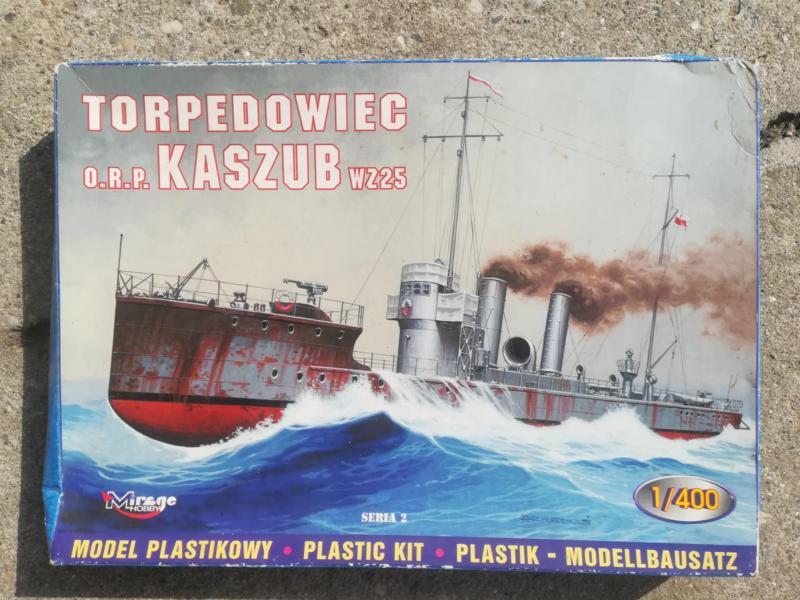 TORPEDOWIEC
O.R.P. KASZUB WZ25
Mirage
HOBBY
SERIA 2
1/400
MODEL PLASTIKOWY • PLASTIC KIT • PLASTIK - MODELLBAUSATZ